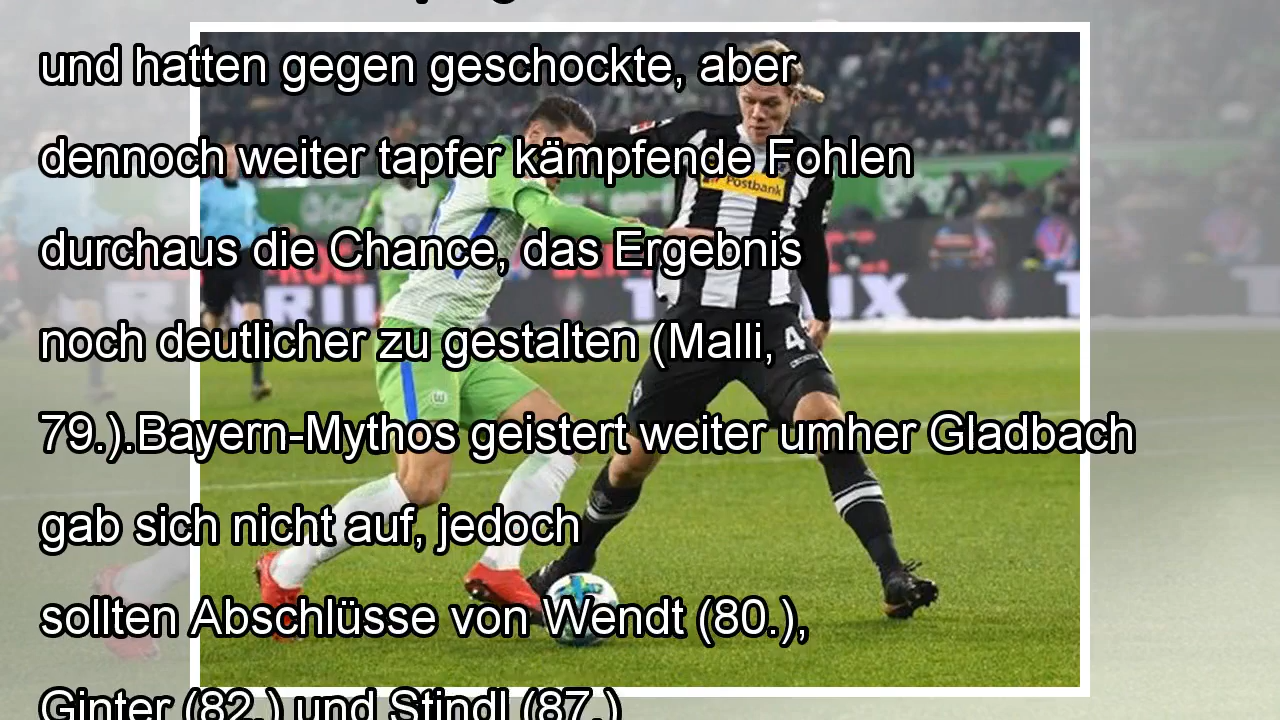 und hatten gegen geschockte, aber
dennoch weiter tapfer kämpfende Fohlen
Postbank
durchaus die Chance, das Ergebnis
noch deutlicher zu gestalten (Malli,
4
79.).Bayern-Mythos geistert weiter umher Gladbach
gab sich nicht auf, jedoch
sollten Abschlüsse von Wendt (80.),
Ginter (82.) und Stindl (87.)